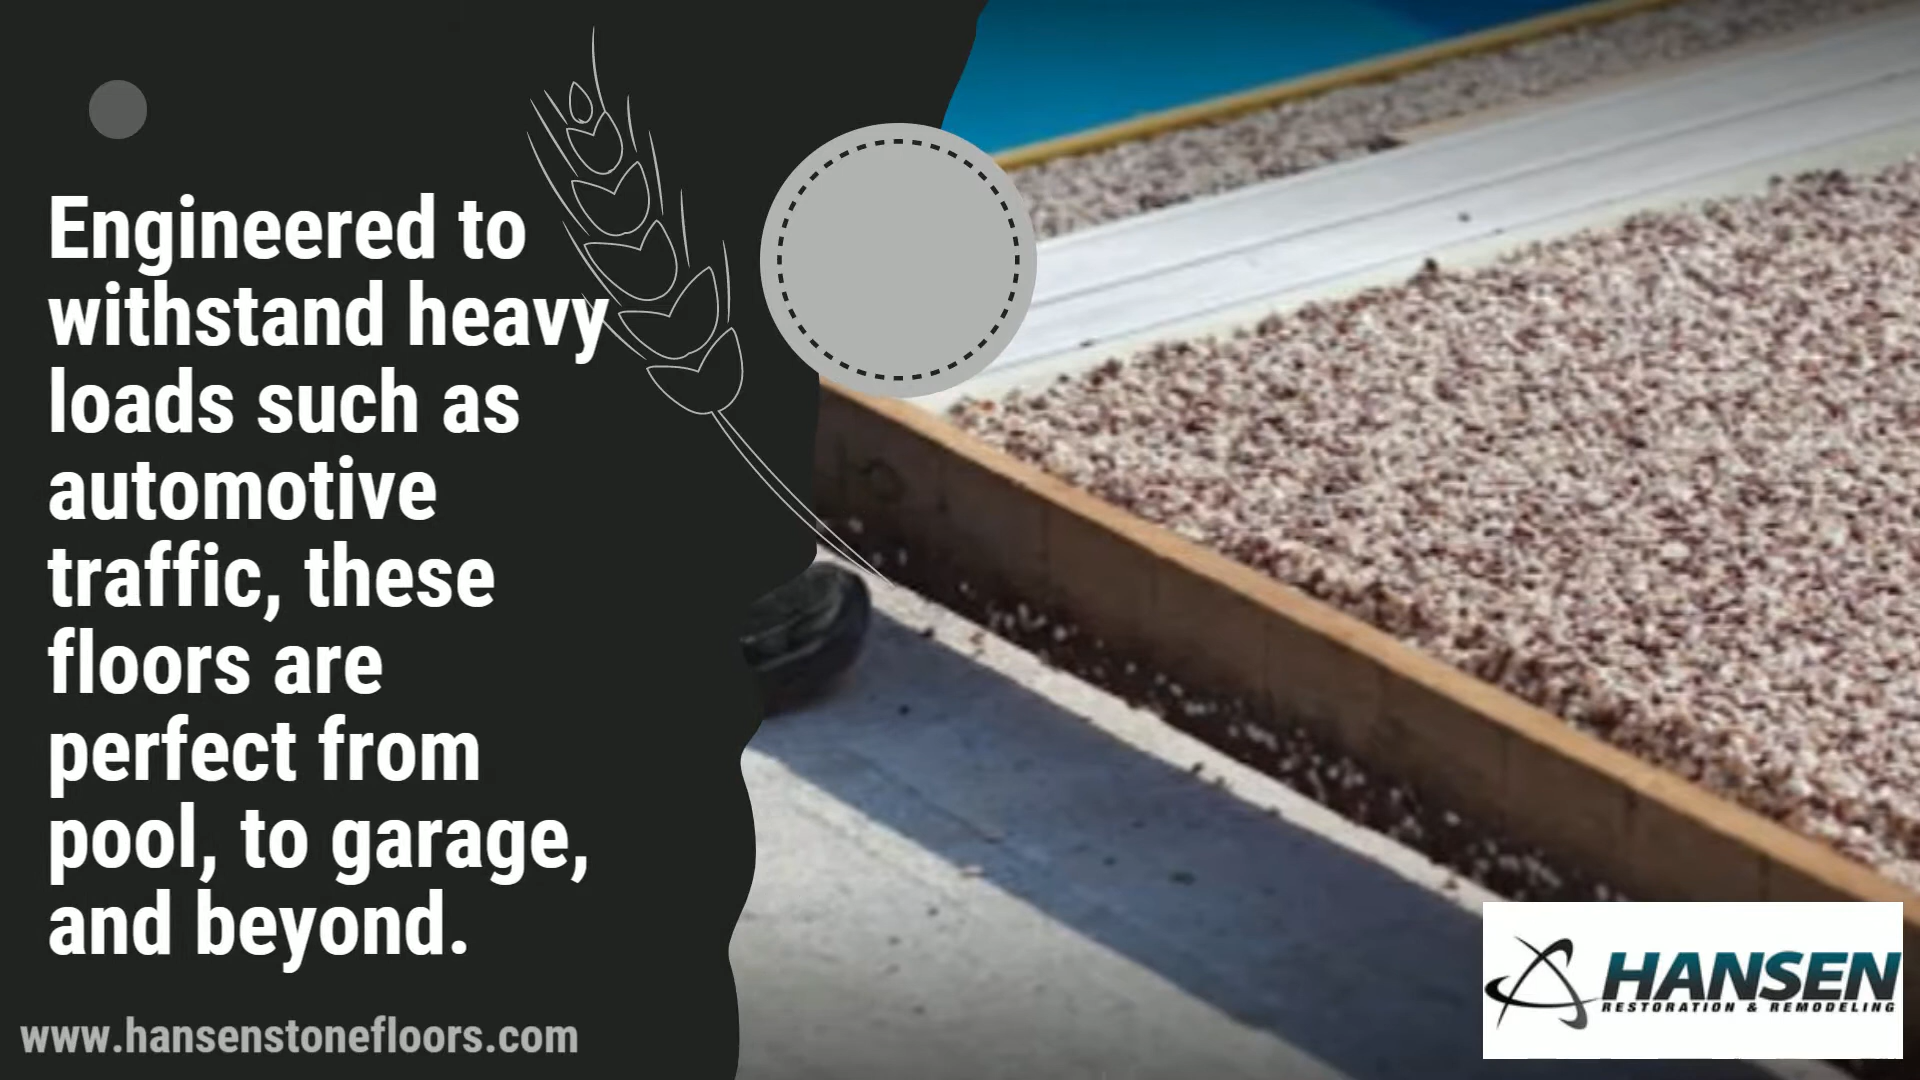 Engineered to
withstand heavy
loads such as
automotive
traffic, these
floors are
perfect from
pool, to garage,
and beyond.
www.hansenstonefloors.com
HANSEN
RESTORATION & REMODELING